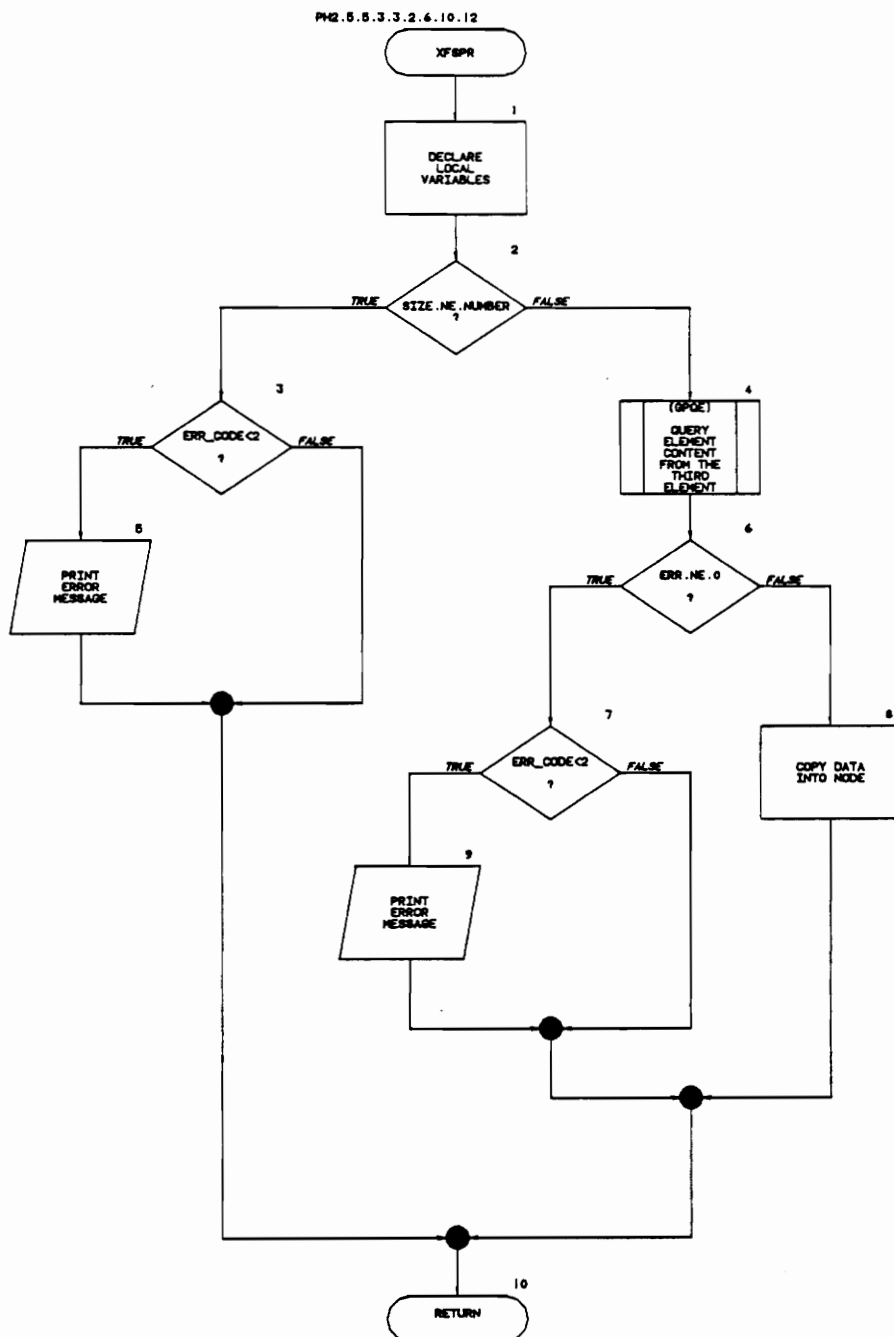 PH2.5.5.3.3.2.6.10.12
XFSPR
1
DECLARE
LOCAL
VARIABLES
2
TRUE
SIZE.NE.NUMBER
?
FALSE
3
TRUE
ERR_CODE<2
?
FALSE
4
(GPQE)
QUERY
ELEMENT
CONTENT
FROM THE
THIRD
ELEMENT
5
PRINT
ERROR
MESSAGE
6
TRUE
ERR.NE.0
?
FALSE
7
TRUE
ERR_CODE<2
?
FALSE
8
COPY DATA
INTO NODE
9
PRINT
ERROR
MESSAGE
10
RETURN